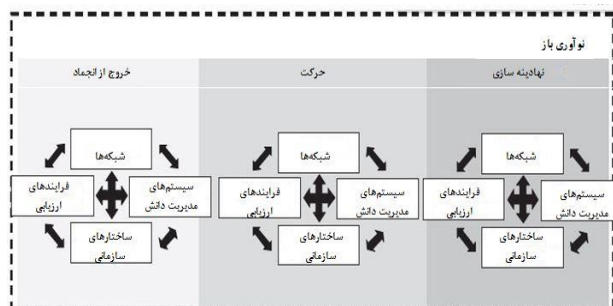 نوآوری باز
نهادینه سازی
حرکت
خروج از انجماد
شبکه‌ها
سیستم‌های
مدیریت دانش
فرایندهای
ارزیابی
ساختارهای
سازمانی
شبکه‌ها
سیستم‌های
مدیریت دانش
فرایندهای
ارزیابی
ساختارهای
سازمانی
شبکه‌ها
سیستم‌های
مدیریت دانش
فرایندهای
ارزیابی
ساختارهای
سازمانی